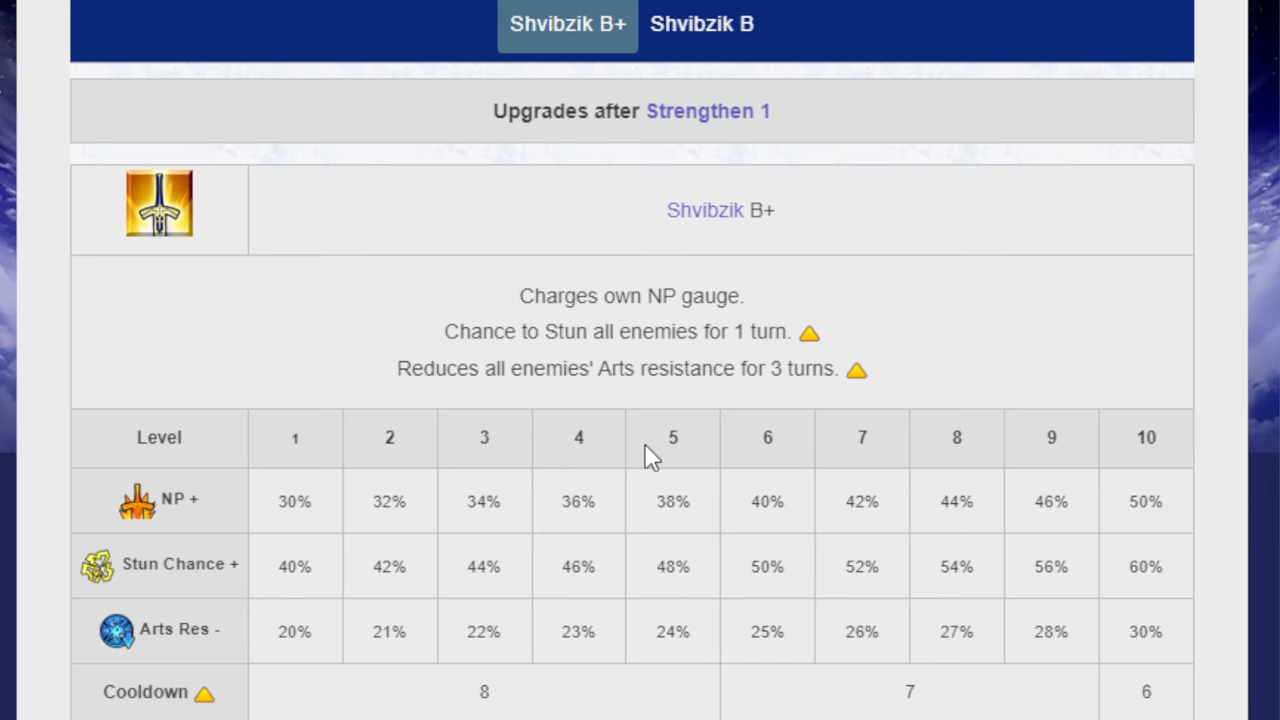 Shvibzik B+ Shvibzik B
Upgrades after Strengthen 1
Shvibzik B+
Charges own NP gauge.
Chance to Stun all enemies for 1 turn.
Reduces all enemies' Arts resistance for 3 turns.
Level 1 2 3 4 5 6 7 8 9 10
NP + 30% 32% 34% 36% 38% 40% 42% 44% 46% 50%
Stun Chance + 40% 42% 44% 46% 48% 50% 52% 54% 56% 60%
Arts Res - 20% 21% 22% 23% 24% 25% 26% 27% 28% 30%
Cooldown 8 7 6